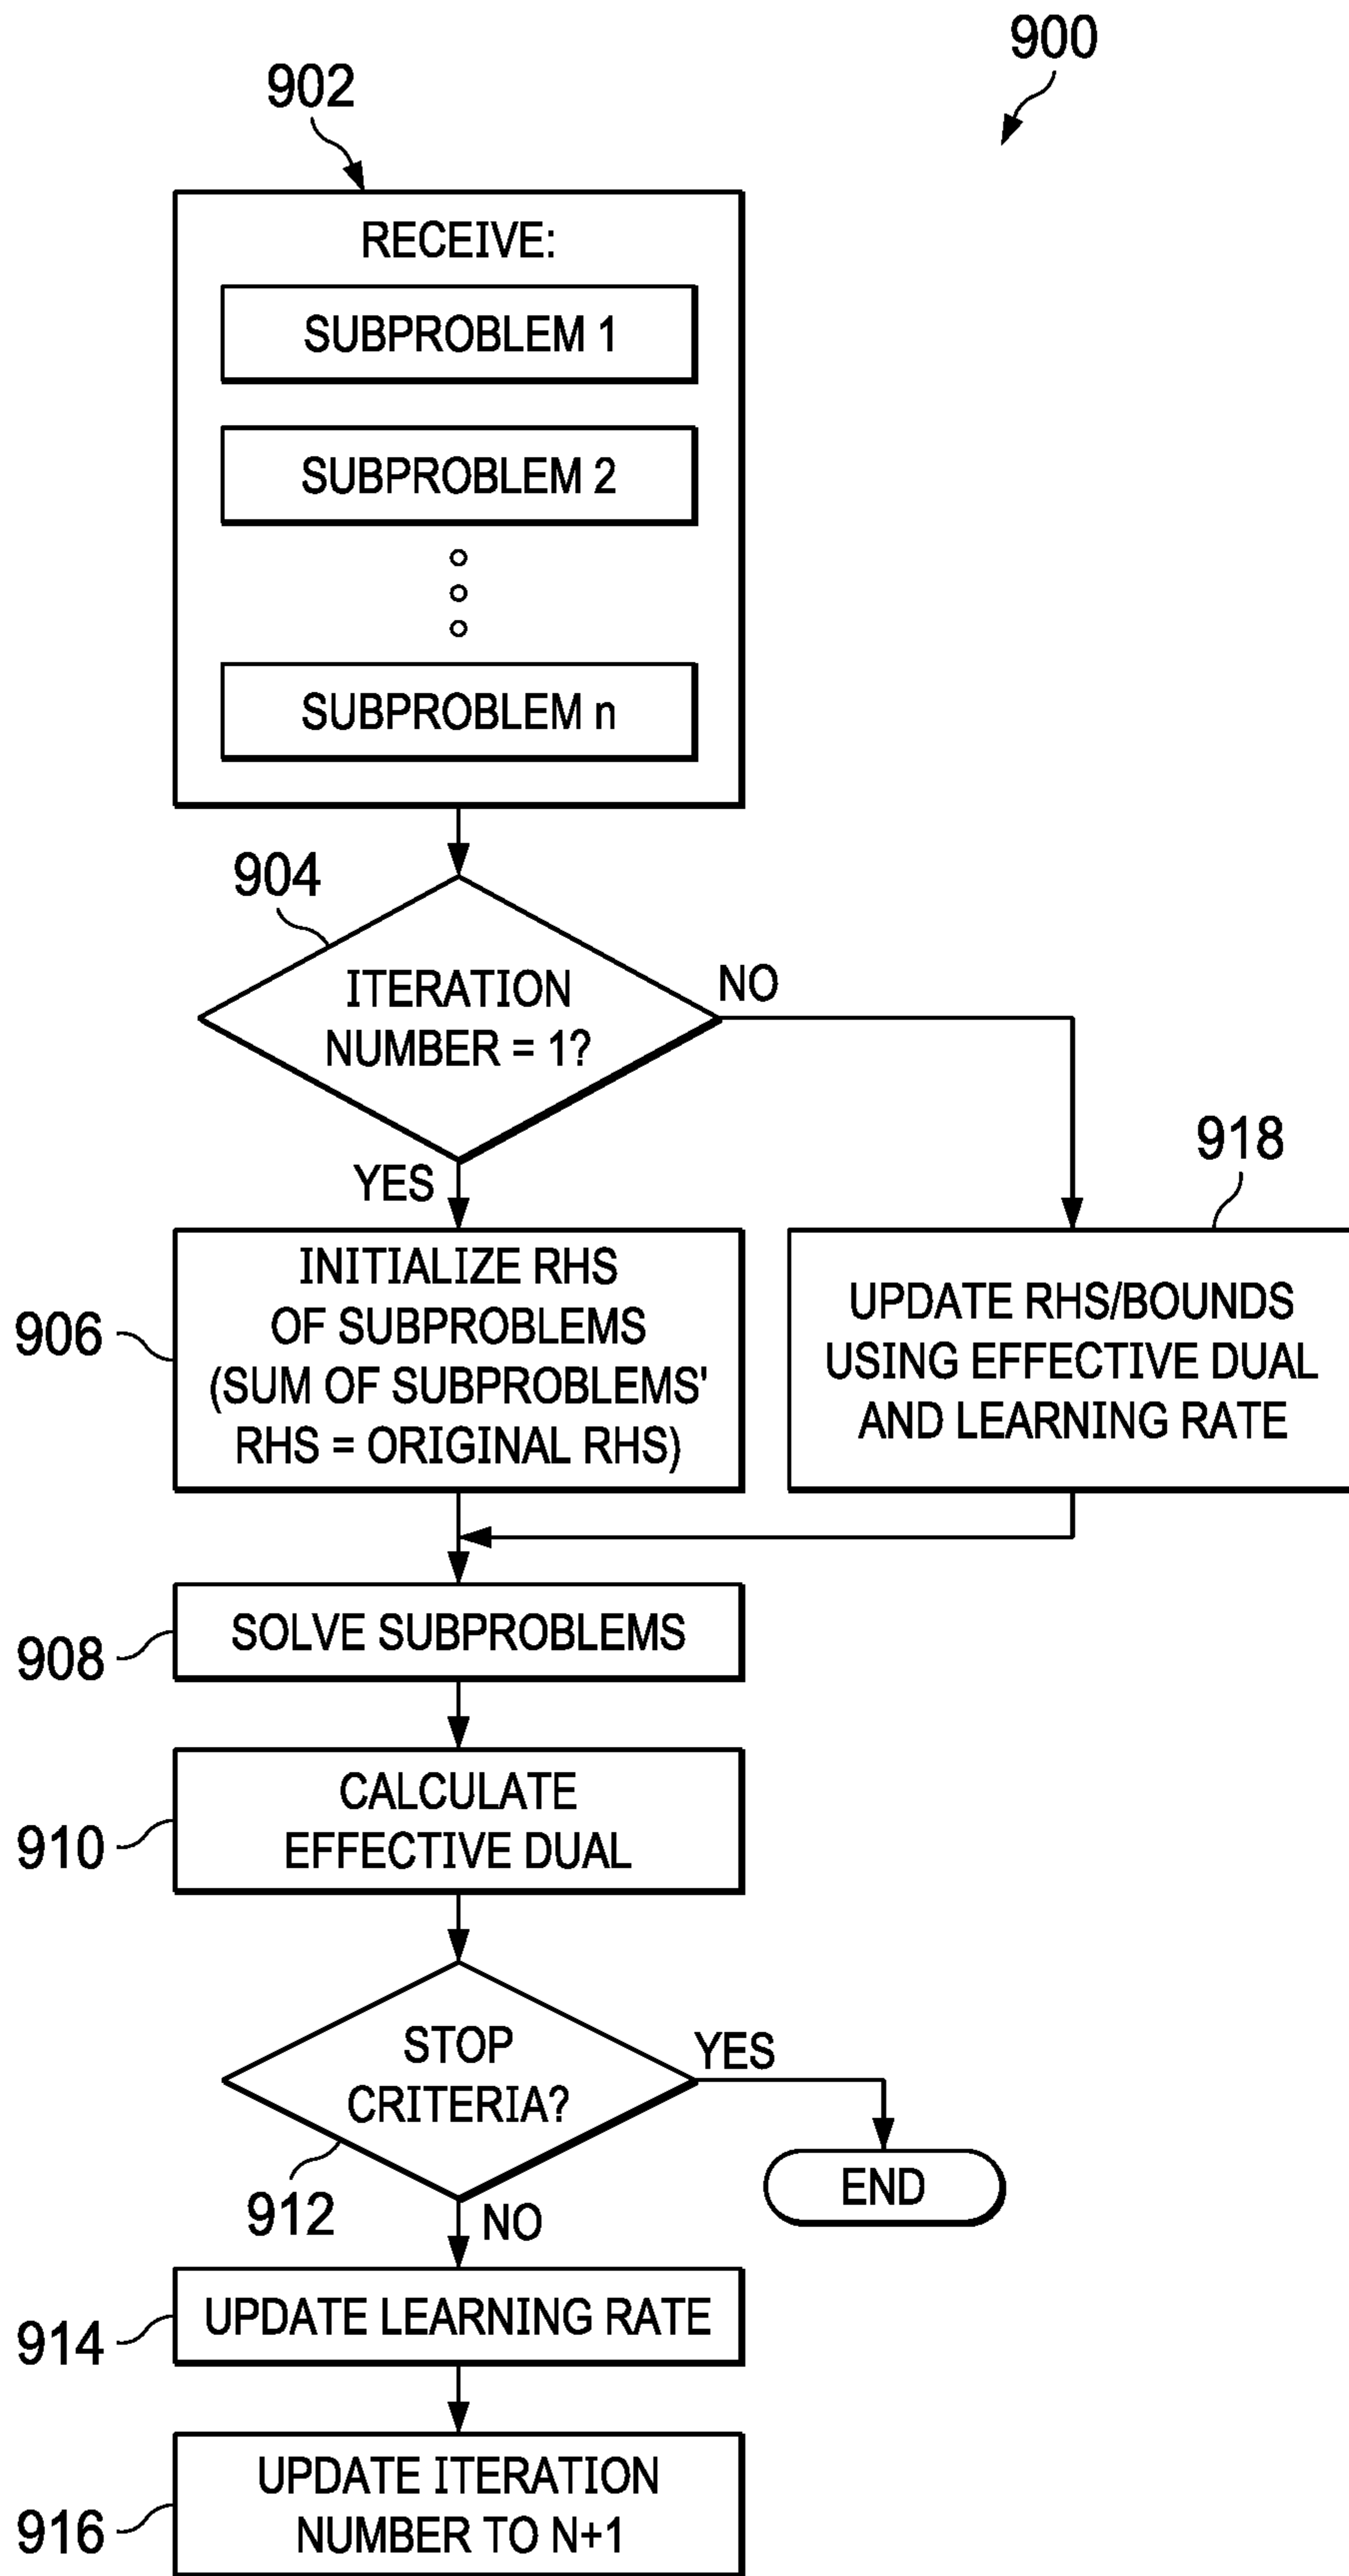 900
902
RECEIVE:
SUBPROBLEM 1
SUBPROBLEM 2
SUBPROBLEM n
904
ITERATION
NUMBER = 1?
NO
YES
906
INITIALIZE RHS
OF SUBPROBLEMS
(SUM OF SUBPROBLEMS'
RHS = ORIGINAL RHS)
918
UPDATE RHS/BOUNDS
USING EFFECTIVE DUAL
AND LEARNING RATE
908
SOLVE SUBPROBLEMS
910
CALCULATE
EFFECTIVE DUAL
STOP
CRITERIA?
YES
END
912
NO
914
UPDATE LEARNING RATE
916
UPDATE ITERATION
NUMBER TO N+1